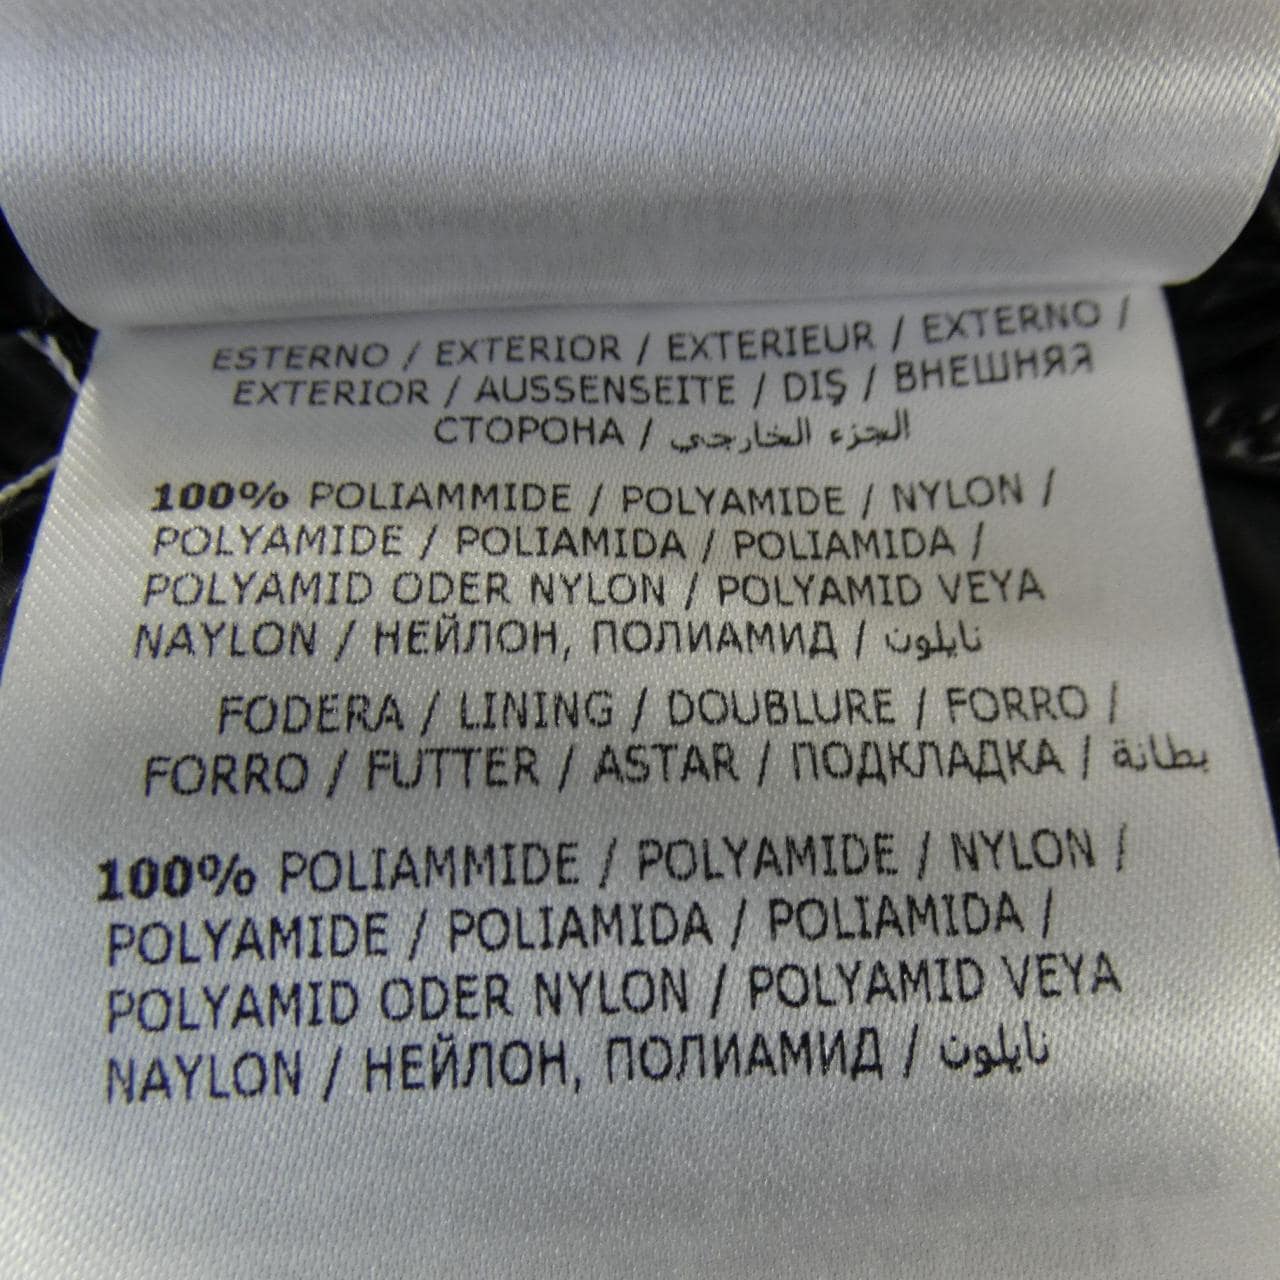 ESTERNO / EXTERIOR / EXTERIEUR / EXTERNO /
EXTERIOR / AUSSENSEITE / DIŞ / ВНЕШНЯЯ
СТОРОНА / الجزء الخارجي
100% POLIAMMIDE / POLYAMIDE / NYLON /
POLYAMIDE / POLIAMIDA / POLIAMIDA /
POLYAMID ODER NYLON / POLYAMID VEYA
NAYLON / НЕЙЛОН, ПОЛИАМИД / نايلون
FODERA / LINING / DOUBLURE / FORRO /
FORRO / FUTTER / ASTAR / ПОДКЛАДКА / بطانة
100% POLIAMMIDE / POLYAMIDE / NYLON /
POLYAMIDE / POLIAMIDA / POLIAMIDA /
POLYAMID ODER NYLON / POLYAMID VEYA
NAYLON / НЕЙЛОН, ПОЛИАМИД / نايلون